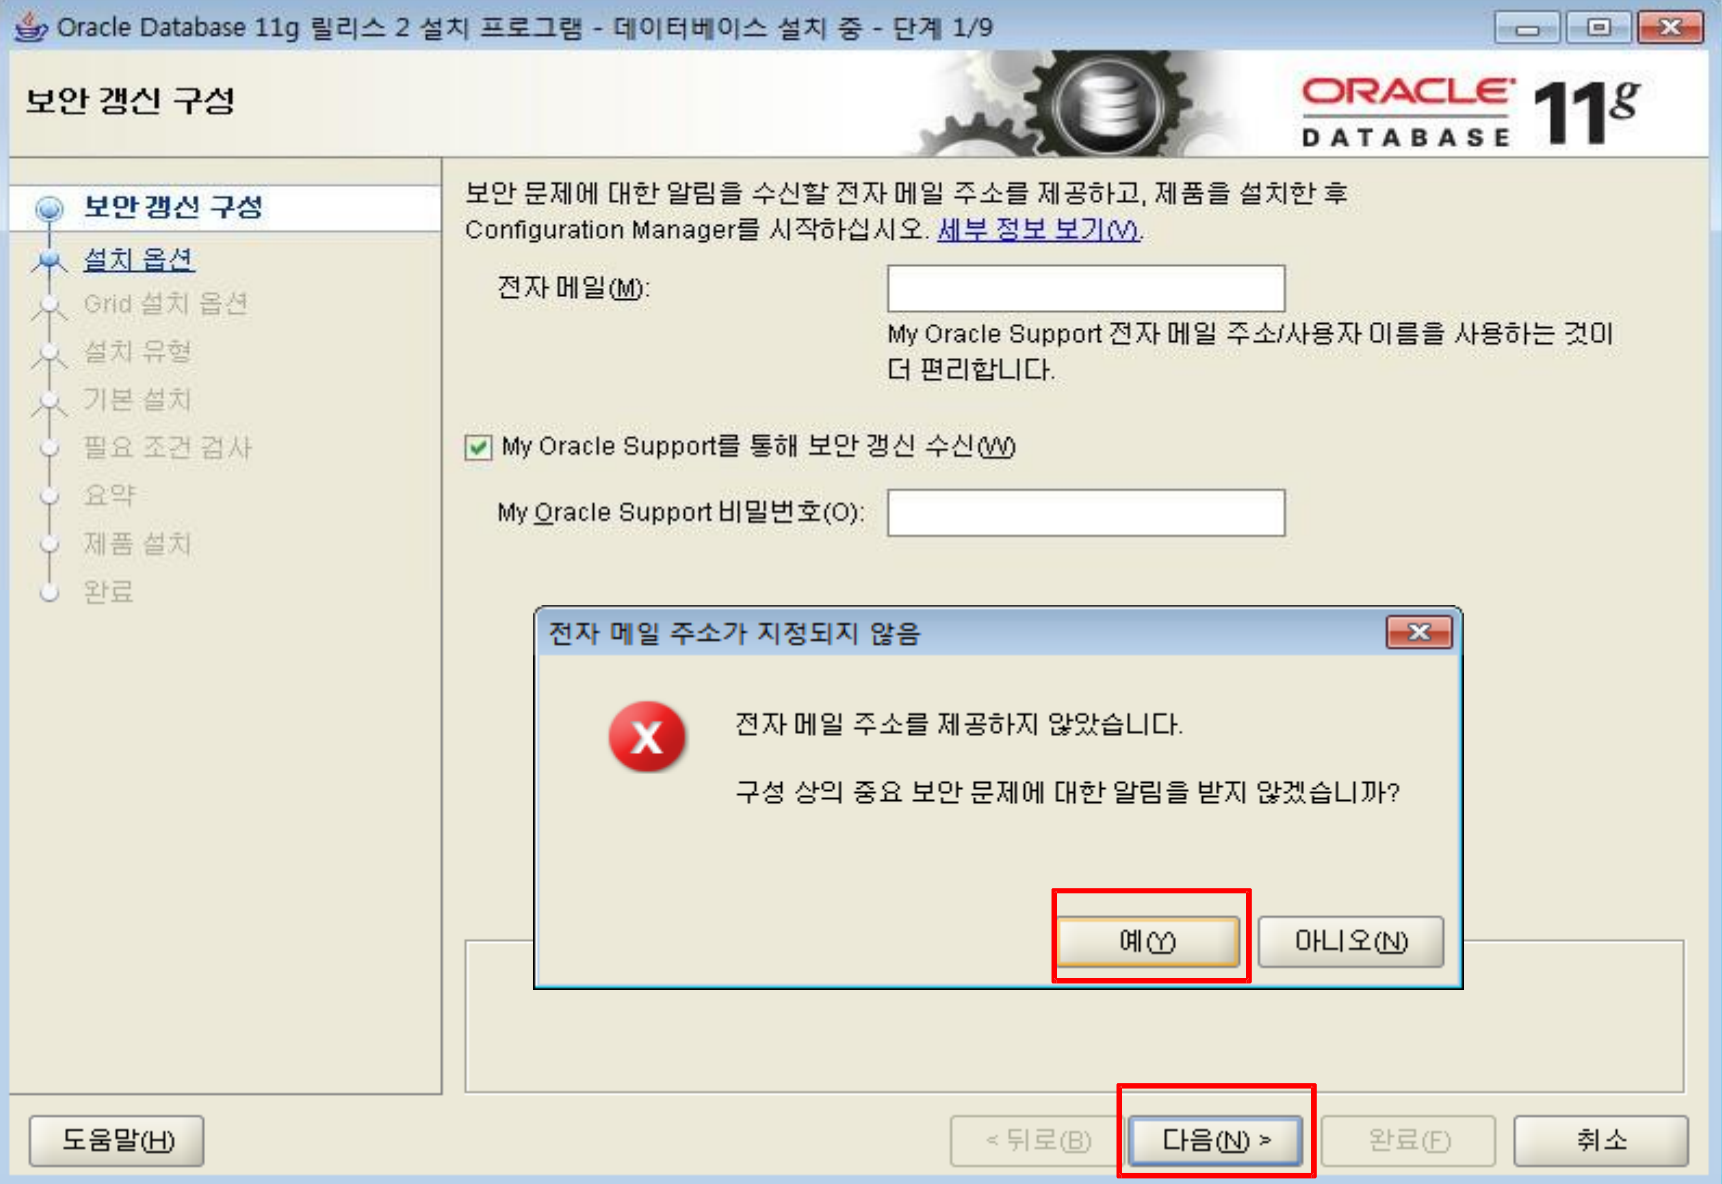 Oracle Database 11g 릴리스 2 설치 프로그램 - 데이터베이스 설치 중 - 단계 1/9
보안 갱신 구성
ORACLE
DATABASE
11g
보안 갱신 구성
설치 옵션
Grid 설치 옵션
설치 유형
기본 설치
필요 조건 검사
요약
제품 설치
완료
보안 문제에 대한 알림을 수신할 전자 메일 주소를 제공하고, 제품을 설치한 후
Configuration Manager를 시작하십시오. 세부 정보 보기(V).
전자 메일(M):
My Oracle Support 전자 메일 주소/사용자 이름을 사용하는 것이
더 편리합니다.
My Oracle Support를 통해 보안 갱신 수신(W)
My Oracle Support 비밀번호(O):
전자 메일 주소가 지정되지 않음
전자 메일 주소를 제공하지 않았습니다.
구성 상의 중요 보안 문제에 대한 알림을 받지 않겠습니까?
예(Y)
아니오(N)
도움말(H)
< 뒤로(B)
다음(N) >
완료(F)
취소